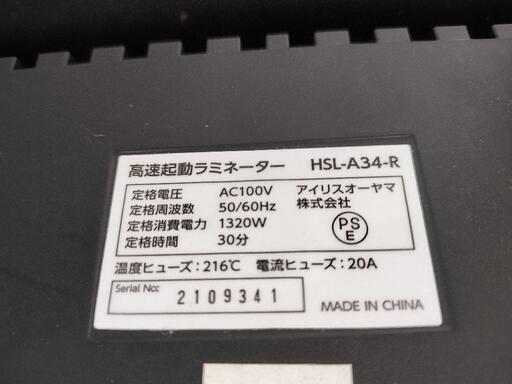 高速起動ラミネーター HSL-A34-R
定格電圧 AC100V アイリスオーヤマ
定格周波数 50/60Hz 株式会社
定格消費電力 1320W
定格時間 30分
PS
E
温度ヒューズ:216℃ 電流ヒューズ:20A
Serial No: 2109341
MADE IN CHINA